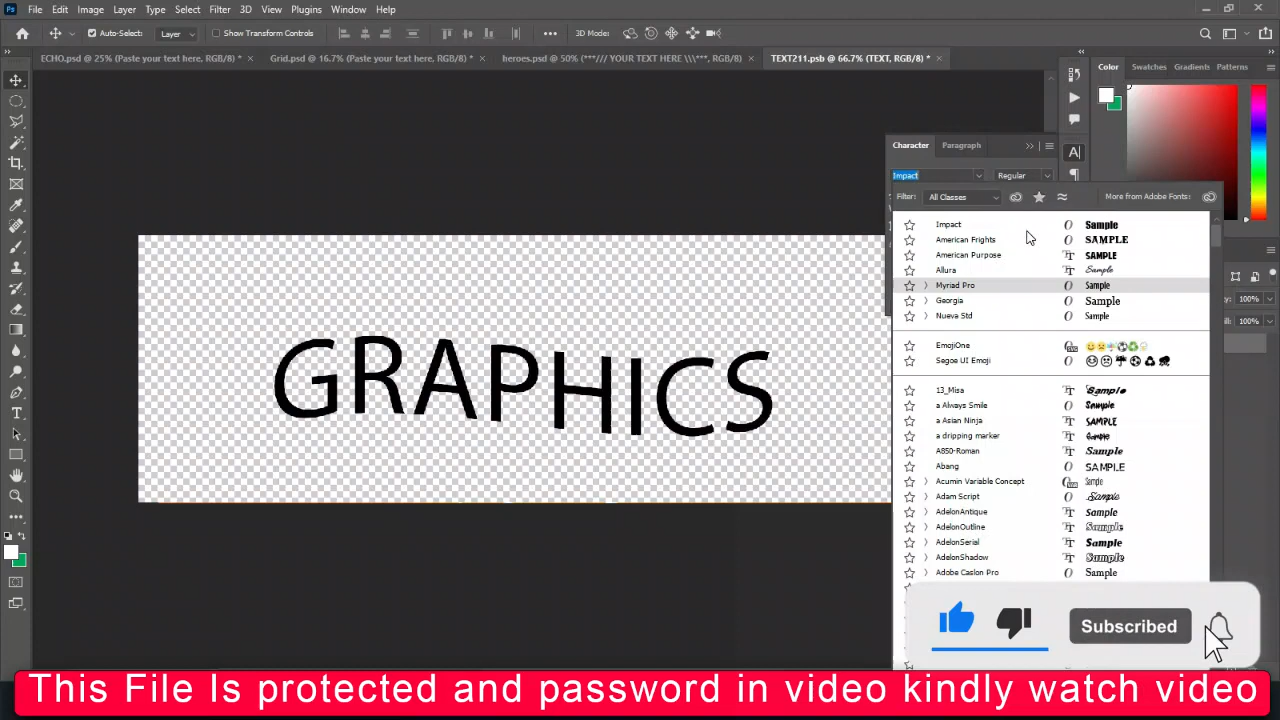 Ps File Edit Image Layer Type Select Filter 3D View Plugins Window Help
Auto-Select: Layer Show Transform Controls 3D Mode:
ECHO.psd @ 25% (Paste your text here, RGB/8) * × Grid.psd @ 16.7% (Paste your text here, RGB/8) * × heroes.psd @ 50% (***/// YOUR TEXT HERE \\\***, RGB/8) × TEXT211.psb @ 66.7% (TEXT, RGB/8) * ×
Color Swatches Gradients Patterns
Character Paragraph
Impact Regular
Filter: All Classes More from Adobe Fonts:
Impact Sample
American Frights SAMPLE
American Purpose SAMPLE
Allura Sample
Myriad Pro Sample
Georgia Sample
Nueva Std Sample
EmojiOne
Segoe UI Emoji
13_Misa Sample
a Always Smile Sample
a Asian Ninja SAMPLE
a dripping marker Sample
A850-Roman Sample
Abang SAMPLE
Acumin Variable Concept Sample
Adam Script Sample
AdelonAntique Sample
AdelonOutline Sample
AdelonSerial Sample
AdelonShadow Sample
Adobe Caslon Pro Sample
100%
100%
GRAPHICS
Subscribed
This File Is protected and password in video kindly watch video